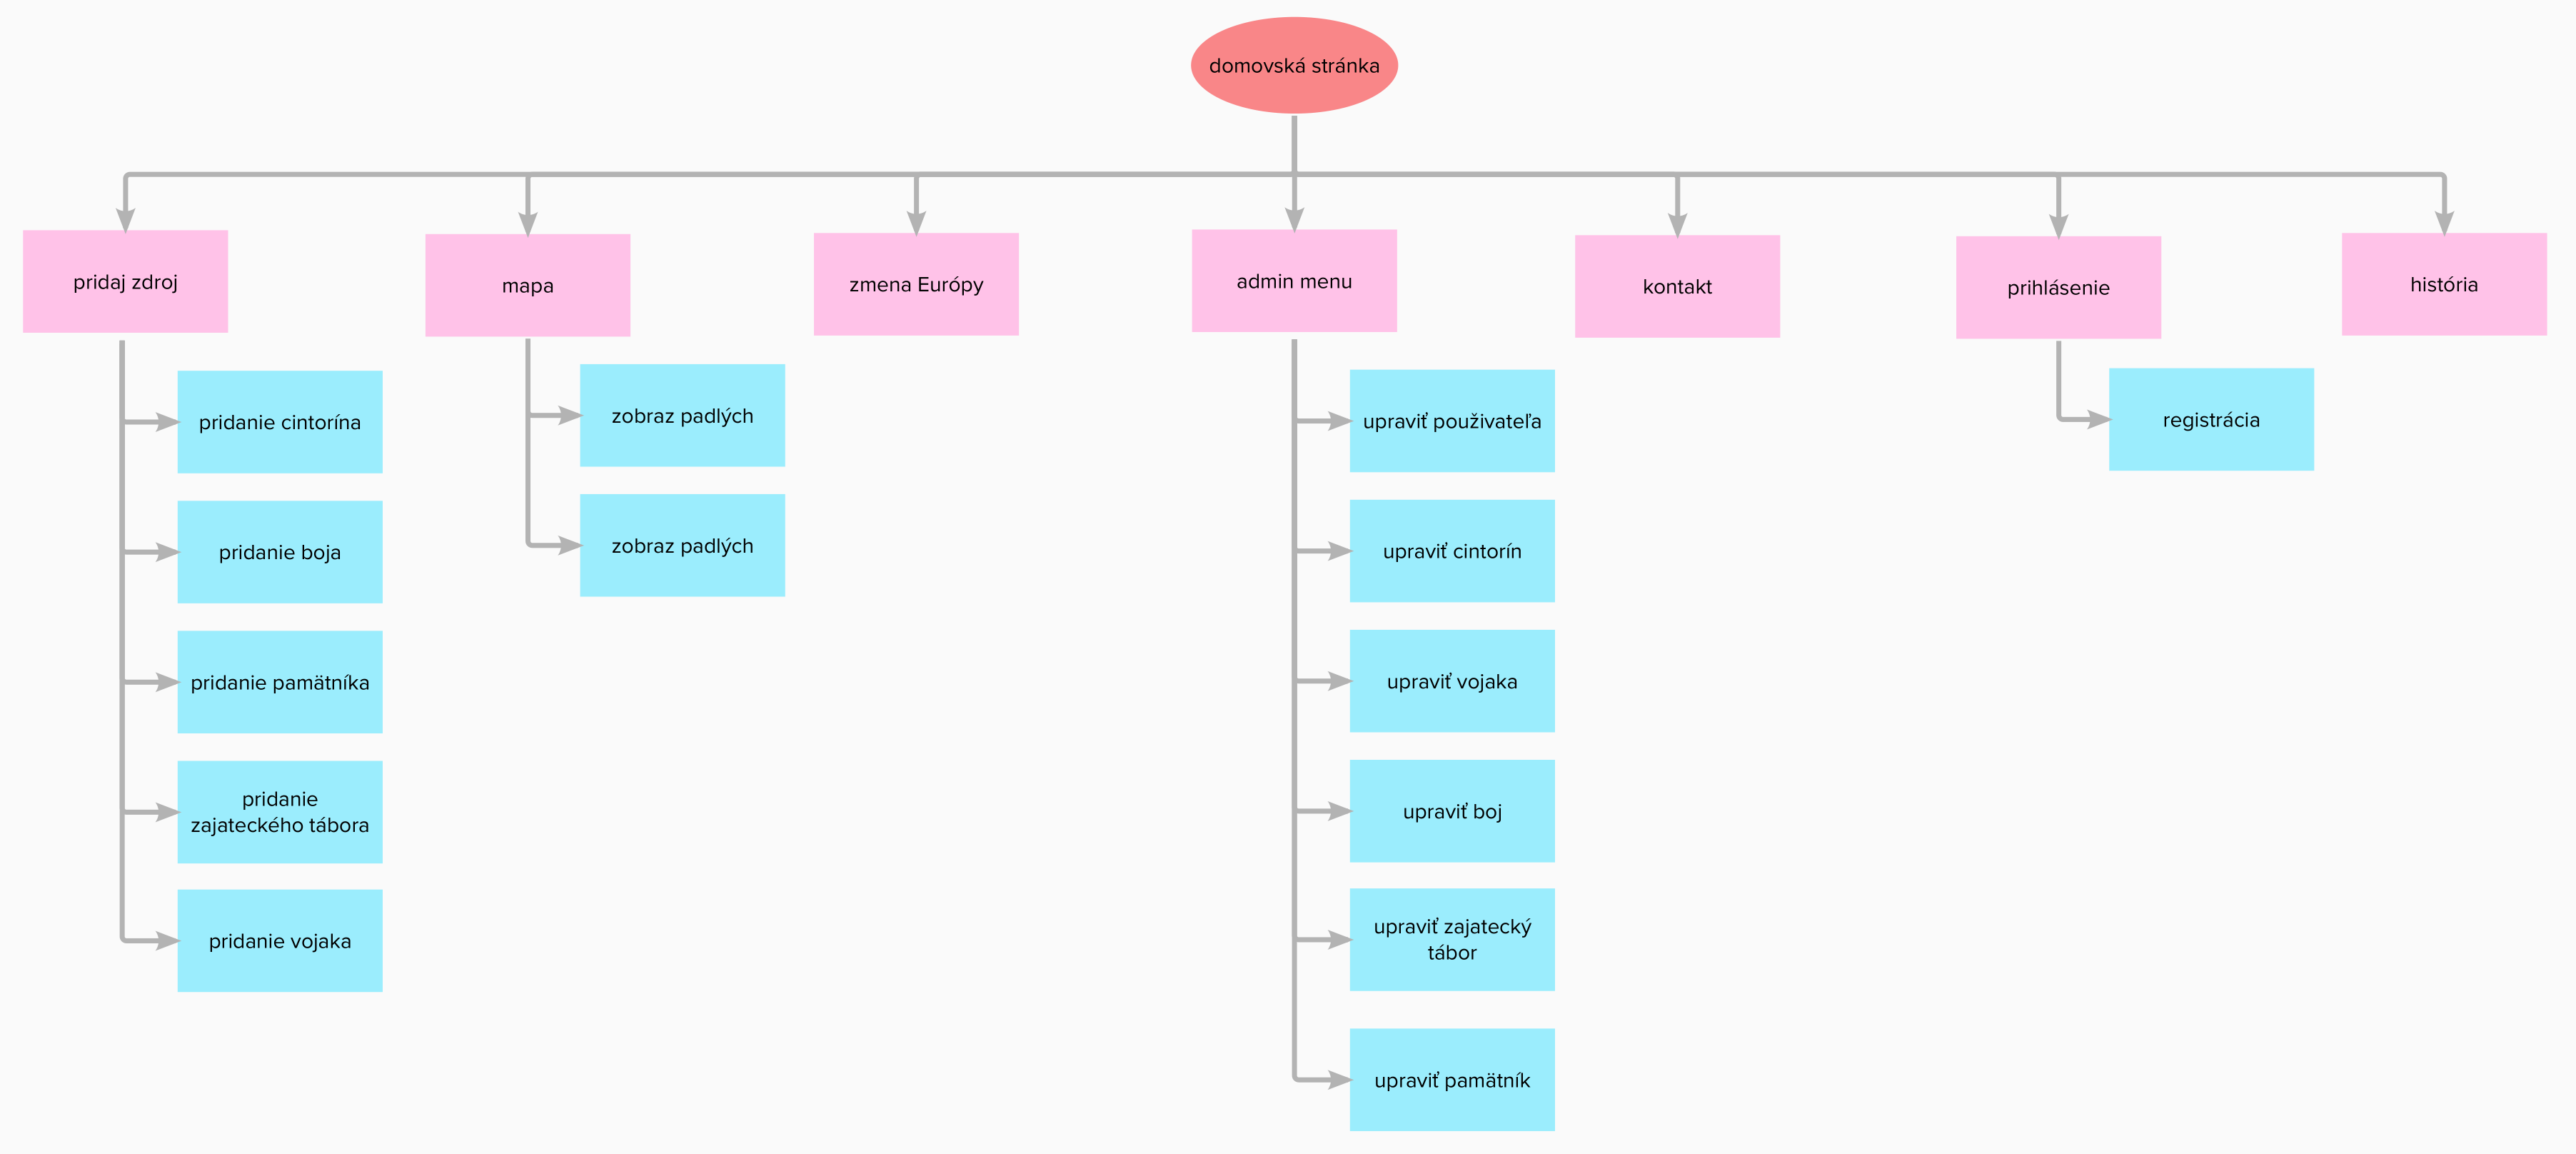 domovská stránka
pridaj zdroj
mapa
zmena Európy
admin menu
kontakt
prihlásenie
história
pridanie cintorína
pridanie boja
pridanie pamätníka
pridanie
zajateckého tábora
pridanie vojaka
zobraz padlých
zobraz padlých
upraviť použivateľa
upraviť cintorín
upraviť vojaka
upraviť boj
upraviť zajatecký
tábor
upraviť pamätník
registrácia